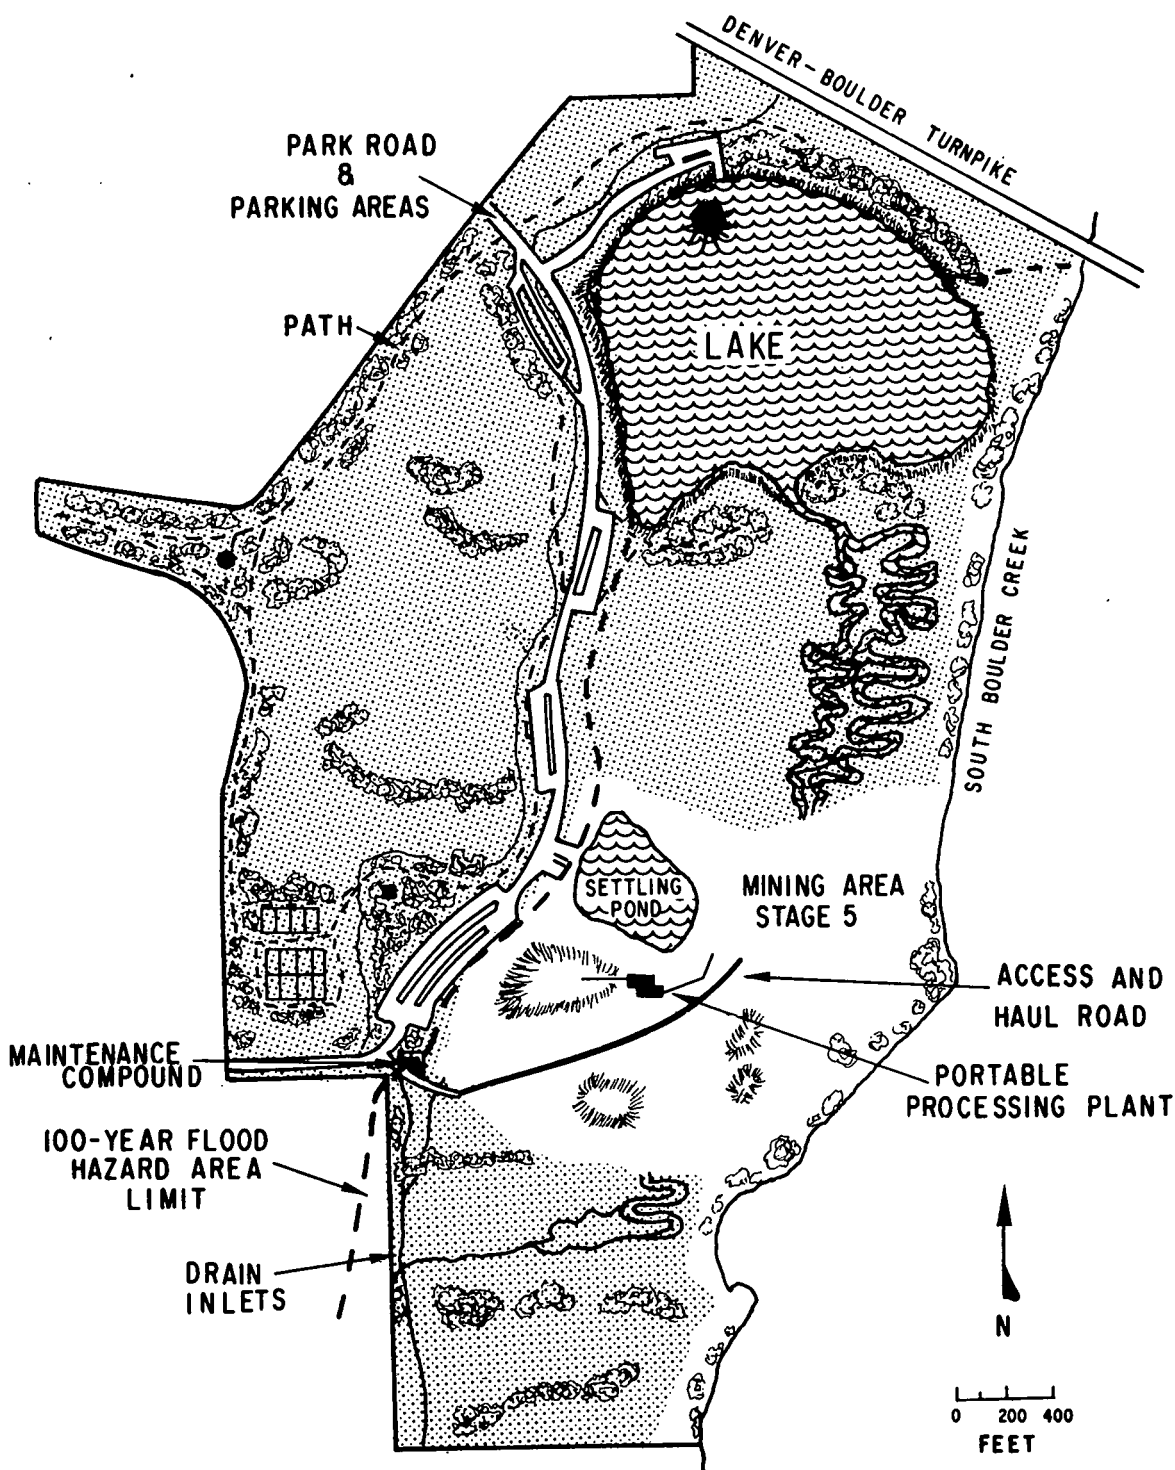 DENVER-BOULDER TURNPIKE
PARK ROAD
&
PARKING AREAS
PATH
LAKE
SOUTH BOULDER CREEK
SETTLING
POND
MINING AREA
STAGE 5
ACCESS AND
HAUL ROAD
MAINTENANCE
COMPOUND
PORTABLE
PROCESSING PLANT
100-YEAR FLOOD
HAZARD AREA
LIMIT
DRAIN
INLETS
N
0 200 400
FEET